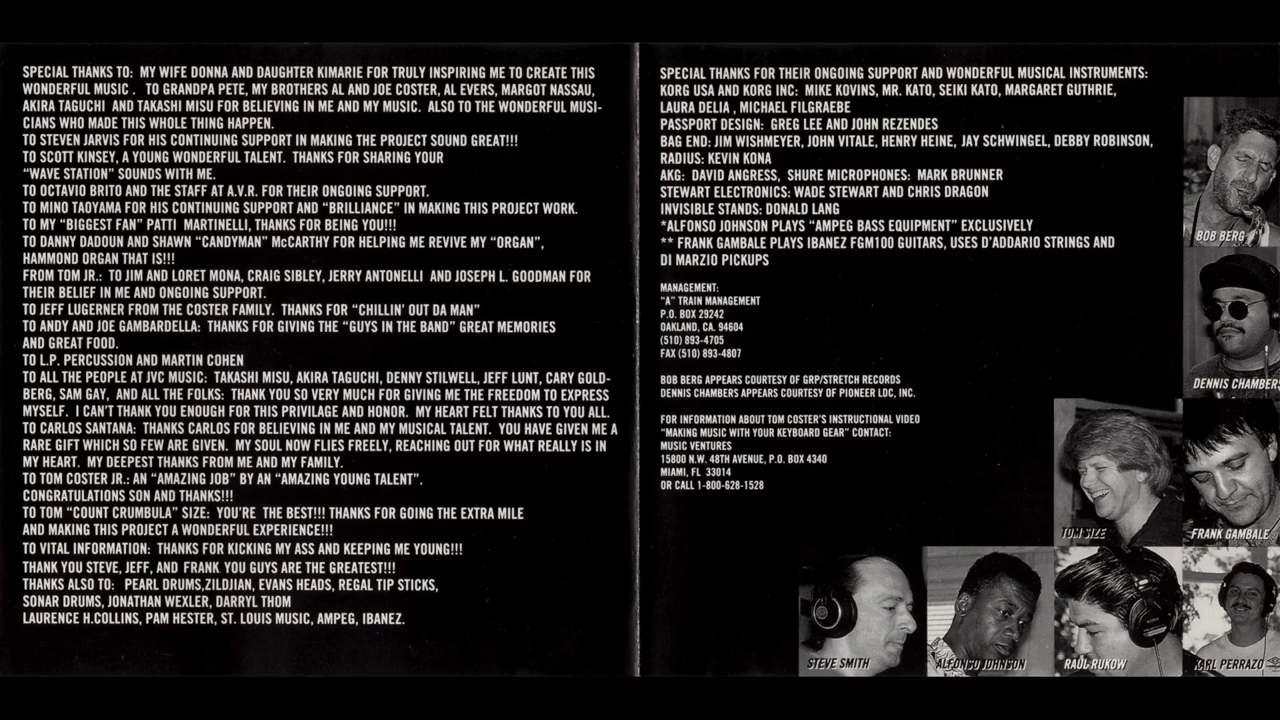 SPECIAL THANKS TO: MY WIFE DONNA AND DAUGHTER KIMARIE FOR TRULY INSPIRING ME TO CREATE THIS
WONDERFUL MUSIC . TO GRANDPA PETE, MY BROTHERS AL AND JOE COSTER, AL EVERS, MARGOT NASSAU,
AKIRA TAGUCHI AND TAKASHI MISU FOR BELIEVING IN ME AND MY MUSIC. ALSO TO THE WONDERFUL MUSI-
CIANS WHO MADE THIS WHOLE THING HAPPEN.
TO STEVEN JARVIS FOR HIS CONTINUING SUPPORT IN MAKING THE PROJECT SOUND GREAT!!!
TO SCOTT KINSEY, A YOUNG WONDERFUL TALENT. THANKS FOR SHARING YOUR
"WAVE STATION" SOUNDS WITH ME.
TO OCTAVIO BRITO AND THE STAFF AT A.V.R. FOR THEIR ONGOING SUPPORT.
TO MINO TAOYAMA FOR HIS CONTINUING SUPPORT AND "BRILLIANCE" IN MAKING THIS PROJECT WORK.
TO MY "BIGGEST FAN" PATTI MARTINELLI, THANKS FOR BEING YOU!!!
TO DANNY DADOUN AND SHAWN "CANDYMAN" McCARTHY FOR HELPING ME REVIVE MY "ORGAN",
HAMMOND ORGAN THAT IS!!!
FROM TOM JR.: TO JIM AND LORET MONA, CRAIG SIBLEY, JERRY ANTONELLI AND JOSEPH L. GOODMAN FOR
THEIR BELIEF IN ME AND ONGOING SUPPORT.
TO JEFF LUGERNER FROM THE COSTER FAMILY. THANKS FOR "CHILLIN' OUT DA MAN"
TO ANDY AND JOE GAMBARDELLA: THANKS FOR GIVING THE "GUYS IN THE BAND" GREAT MEMORIES
AND GREAT FOOD.
TO L.P. PERCUSSION AND MARTIN COHEN
TO ALL THE PEOPLE AT JVC MUSIC: TAKASHI MISU, AKIRA TAGUCHI, DENNY STILWELL, JEFF LUNT, CARY GOLD-
BERG, SAM GAY, AND ALL THE FOLKS: THANK YOU SO VERY MUCH FOR GIVING ME THE FREEDOM TO EXPRESS
MYSELF. I CAN'T THANK YOU ENOUGH FOR THIS PRIVILAGE AND HONOR. MY HEART FELT THANKS TO YOU ALL.
TO CARLOS SANTANA: THANKS CARLOS FOR BELIEVING IN ME AND MY MUSICAL TALENT. YOU HAVE GIVEN ME A
RARE GIFT WHICH SO FEW ARE GIVEN. MY SOUL NOW FLIES FREELY, REACHING OUT FOR WHAT REALLY IS IN
MY HEART. MY DEEPEST THANKS FROM ME AND MY FAMILY.
TO TOM COSTER JR.: AN "AMAZING JOB" BY AN "AMAZING YOUNG TALENT".
CONGRATULATIONS SON AND THANKS!!!
TO TOM "COUNT CRUMBULA" SIZE: YOU'RE THE BEST!!! THANKS FOR GOING THE EXTRA MILE
AND MAKING THIS PROJECT A WONDERFUL EXPERIENCE!!!
TO VITAL INFORMATION: THANKS FOR KICKING MY ASS AND KEEPING ME YOUNG!!!
THANK YOU STEVE, JEFF, AND FRANK. YOU GUYS ARE THE GREATEST!!!
THANKS ALSO TO: PEARL DRUMS,ZILDJIAN, EVANS HEADS, REGAL TIP STICKS,
SONAR DRUMS, JONATHAN WEXLER, DARRYL THOM
LAURENCE H.COLLINS, PAM HESTER, ST. LOUIS MUSIC, AMPEG, IBANEZ.
SPECIAL THANKS FOR THEIR ONGOING SUPPORT AND WONDERFUL MUSICAL INSTRUMENTS:
KORG USA AND KORG INC: MIKE KOVINS, MR. KATO, SEIKI KATO, MARGARET GUTHRIE,
LAURA DELIA , MICHAEL FILGRAEBE
PASSPORT DESIGN: GREG LEE AND JOHN REZENDES
BAG END: JIM WISHMEYER, JOHN VITALE, HENRY HEINE, JAY SCHWINGEL, DEBBY ROBINSON,
RADIUS: KEVIN KONA
AKG: DAVID ANGRESS, SHURE MICROPHONES: MARK BRUNNER
STEWART ELECTRONICS: WADE STEWART AND CHRIS DRAGON
INVISIBLE STANDS: DONALD LANG
*ALFONSO JOHNSON PLAYS "AMPEG BASS EQUIPMENT" EXCLUSIVELY
** FRANK GAMBALE PLAYS IBANEZ FGM100 GUITARS, USES D'ADDARIO STRINGS AND
DI MARZIO PICKUPS
MANAGEMENT:
"A" TRAIN MANAGEMENT
P.O. BOX 29242
OAKLAND, CA. 94604
(510) 893-4705
FAX (510) 893-4807
BOB BERG APPEARS COURTESY OF GRP/STRETCH RECORDS
DENNIS CHAMBERS APPEARS COURTESY OF PIONEER LDC, INC.
FOR INFORMATION ABOUT TOM COSTER'S INSTRUCTIONAL VIDEO
"MAKING MUSIC WITH YOUR KEYBOARD GEAR" CONTACT:
MUSIC VENTURES
15800 N.W. 48TH AVENUE, P.O. BOX 4340
MIAMI, FL 33014
OR CALL 1-800-628-1528
BOB BERG
DENNIS CHAMBERS
TOM SIZE
FRANK GAMBALE
STEVE SMITH
ALFONSO JOHNSON
RAUL RUKOW
KARL PERRAZO